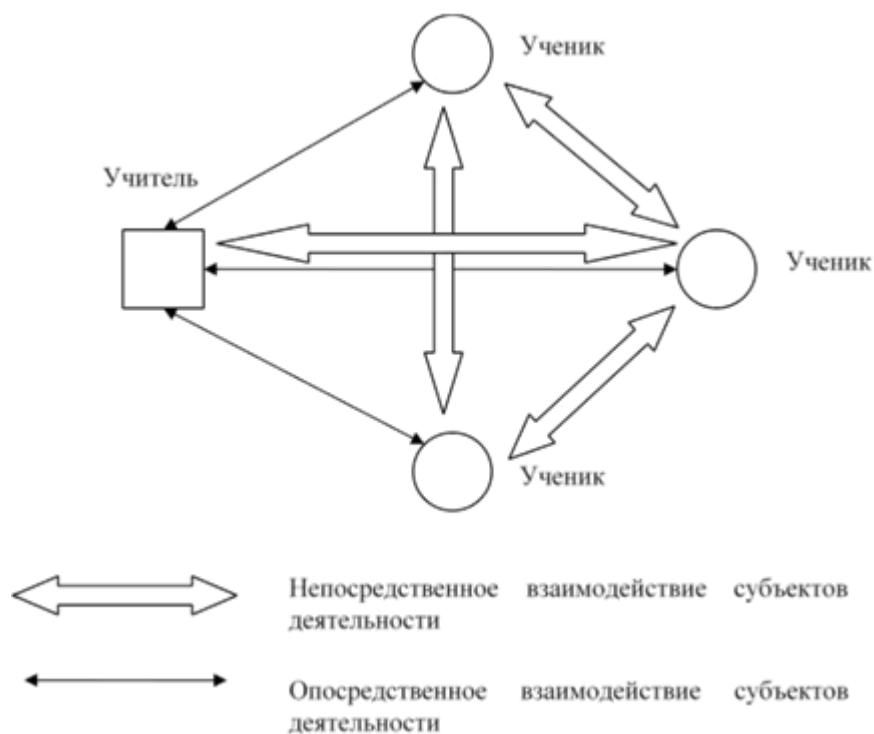 Ученик
Учитель
Ученик
Ученик
Непосредственное взаимодействие субъектов
деятельности
Опосредственное взаимодействие субъектов
деятельности